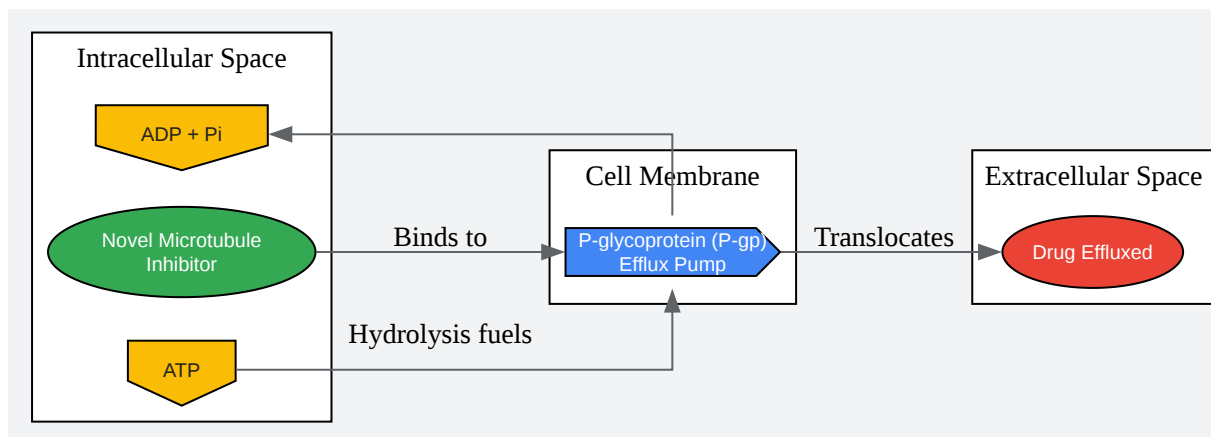 Intracellular Space
ADP + Pi
Novel Microtubule
Inhibitor
ATP
Binds to
Hydrolysis fuels
Cell Membrane
P-glycoprotein (P-gp)
Efflux Pump
Translocates
Extracellular Space
Drug Effluxed